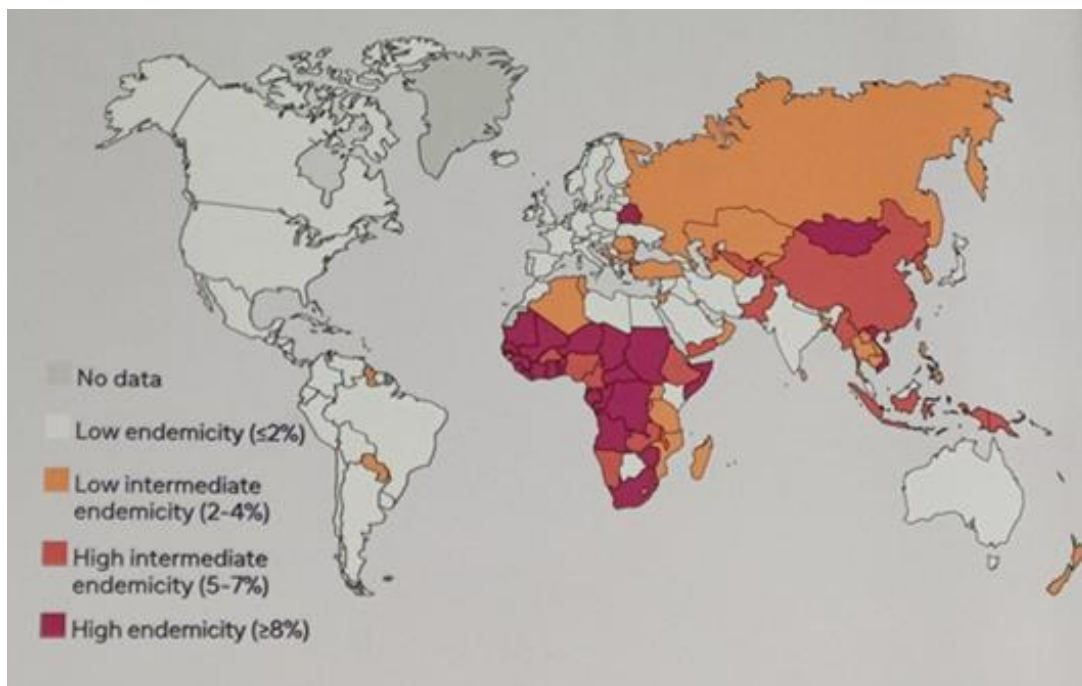 No data
Low endemicity (≤2%)
Low intermediate
endemicity (2-4%)
High intermediate
endemicity (5-7%)
High endemicity (≥8%)